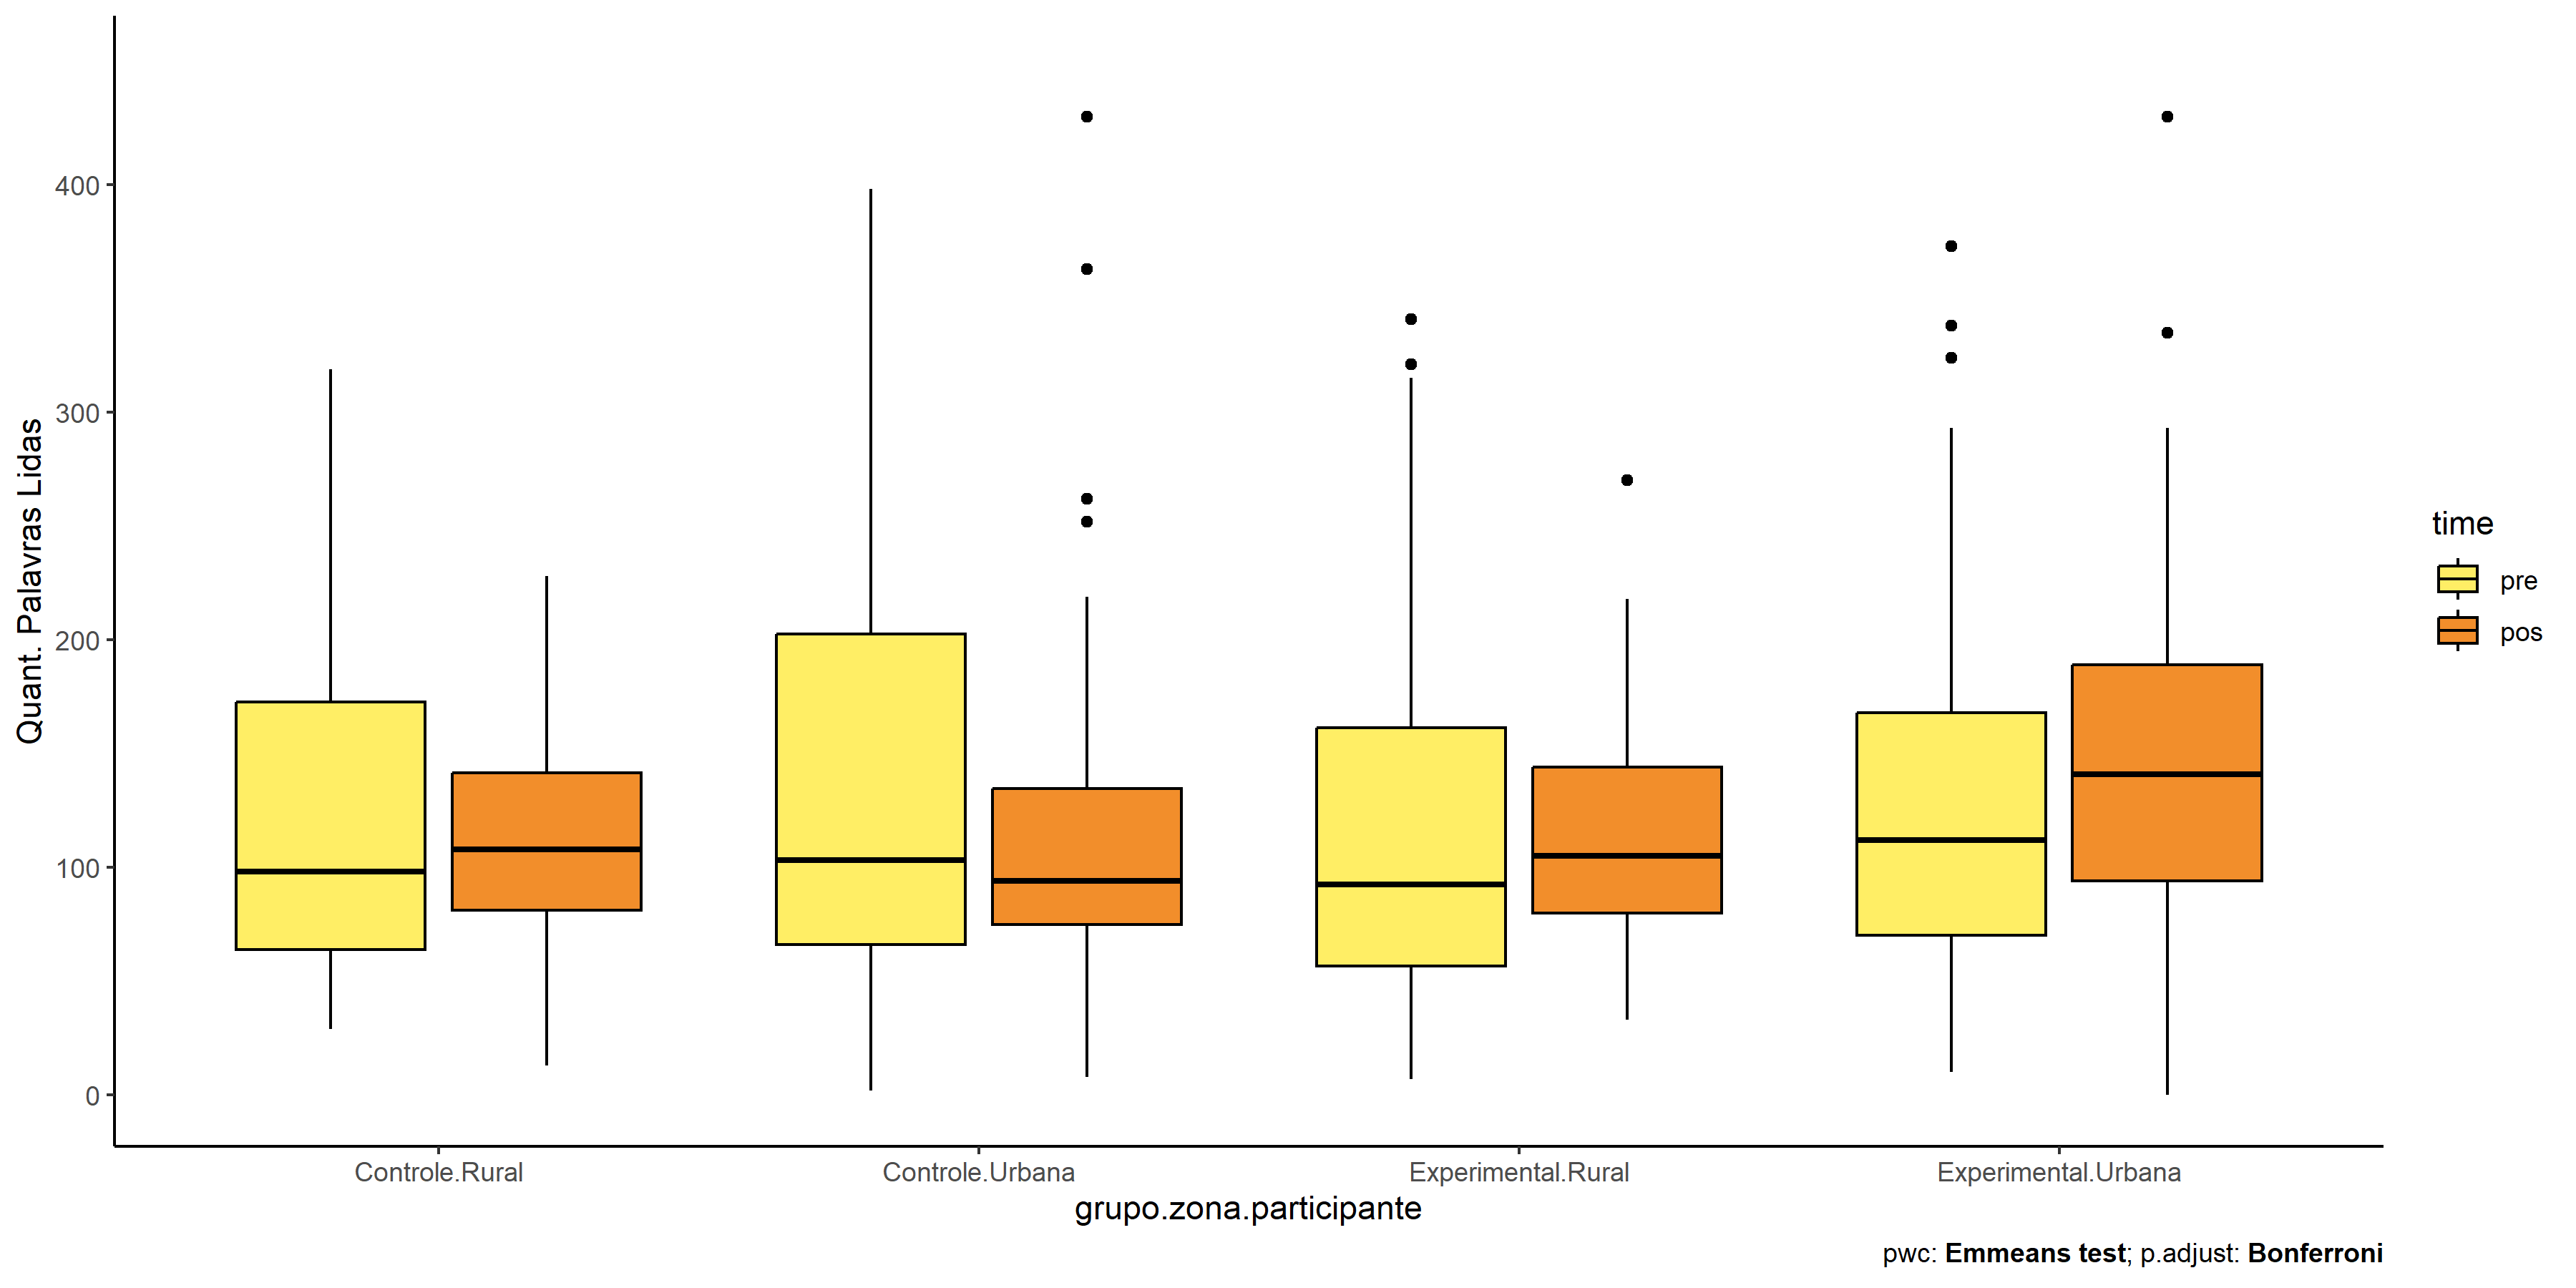 Quant. Palavras Lidas
400
300
200
100
0
Controle.Rural
Controle.Urbana
Experimental.Rural
Experimental.Urbana
grupo.zona.participante
time
pre
pos
pwc: Emmeans test; p.adjust: Bonferroni